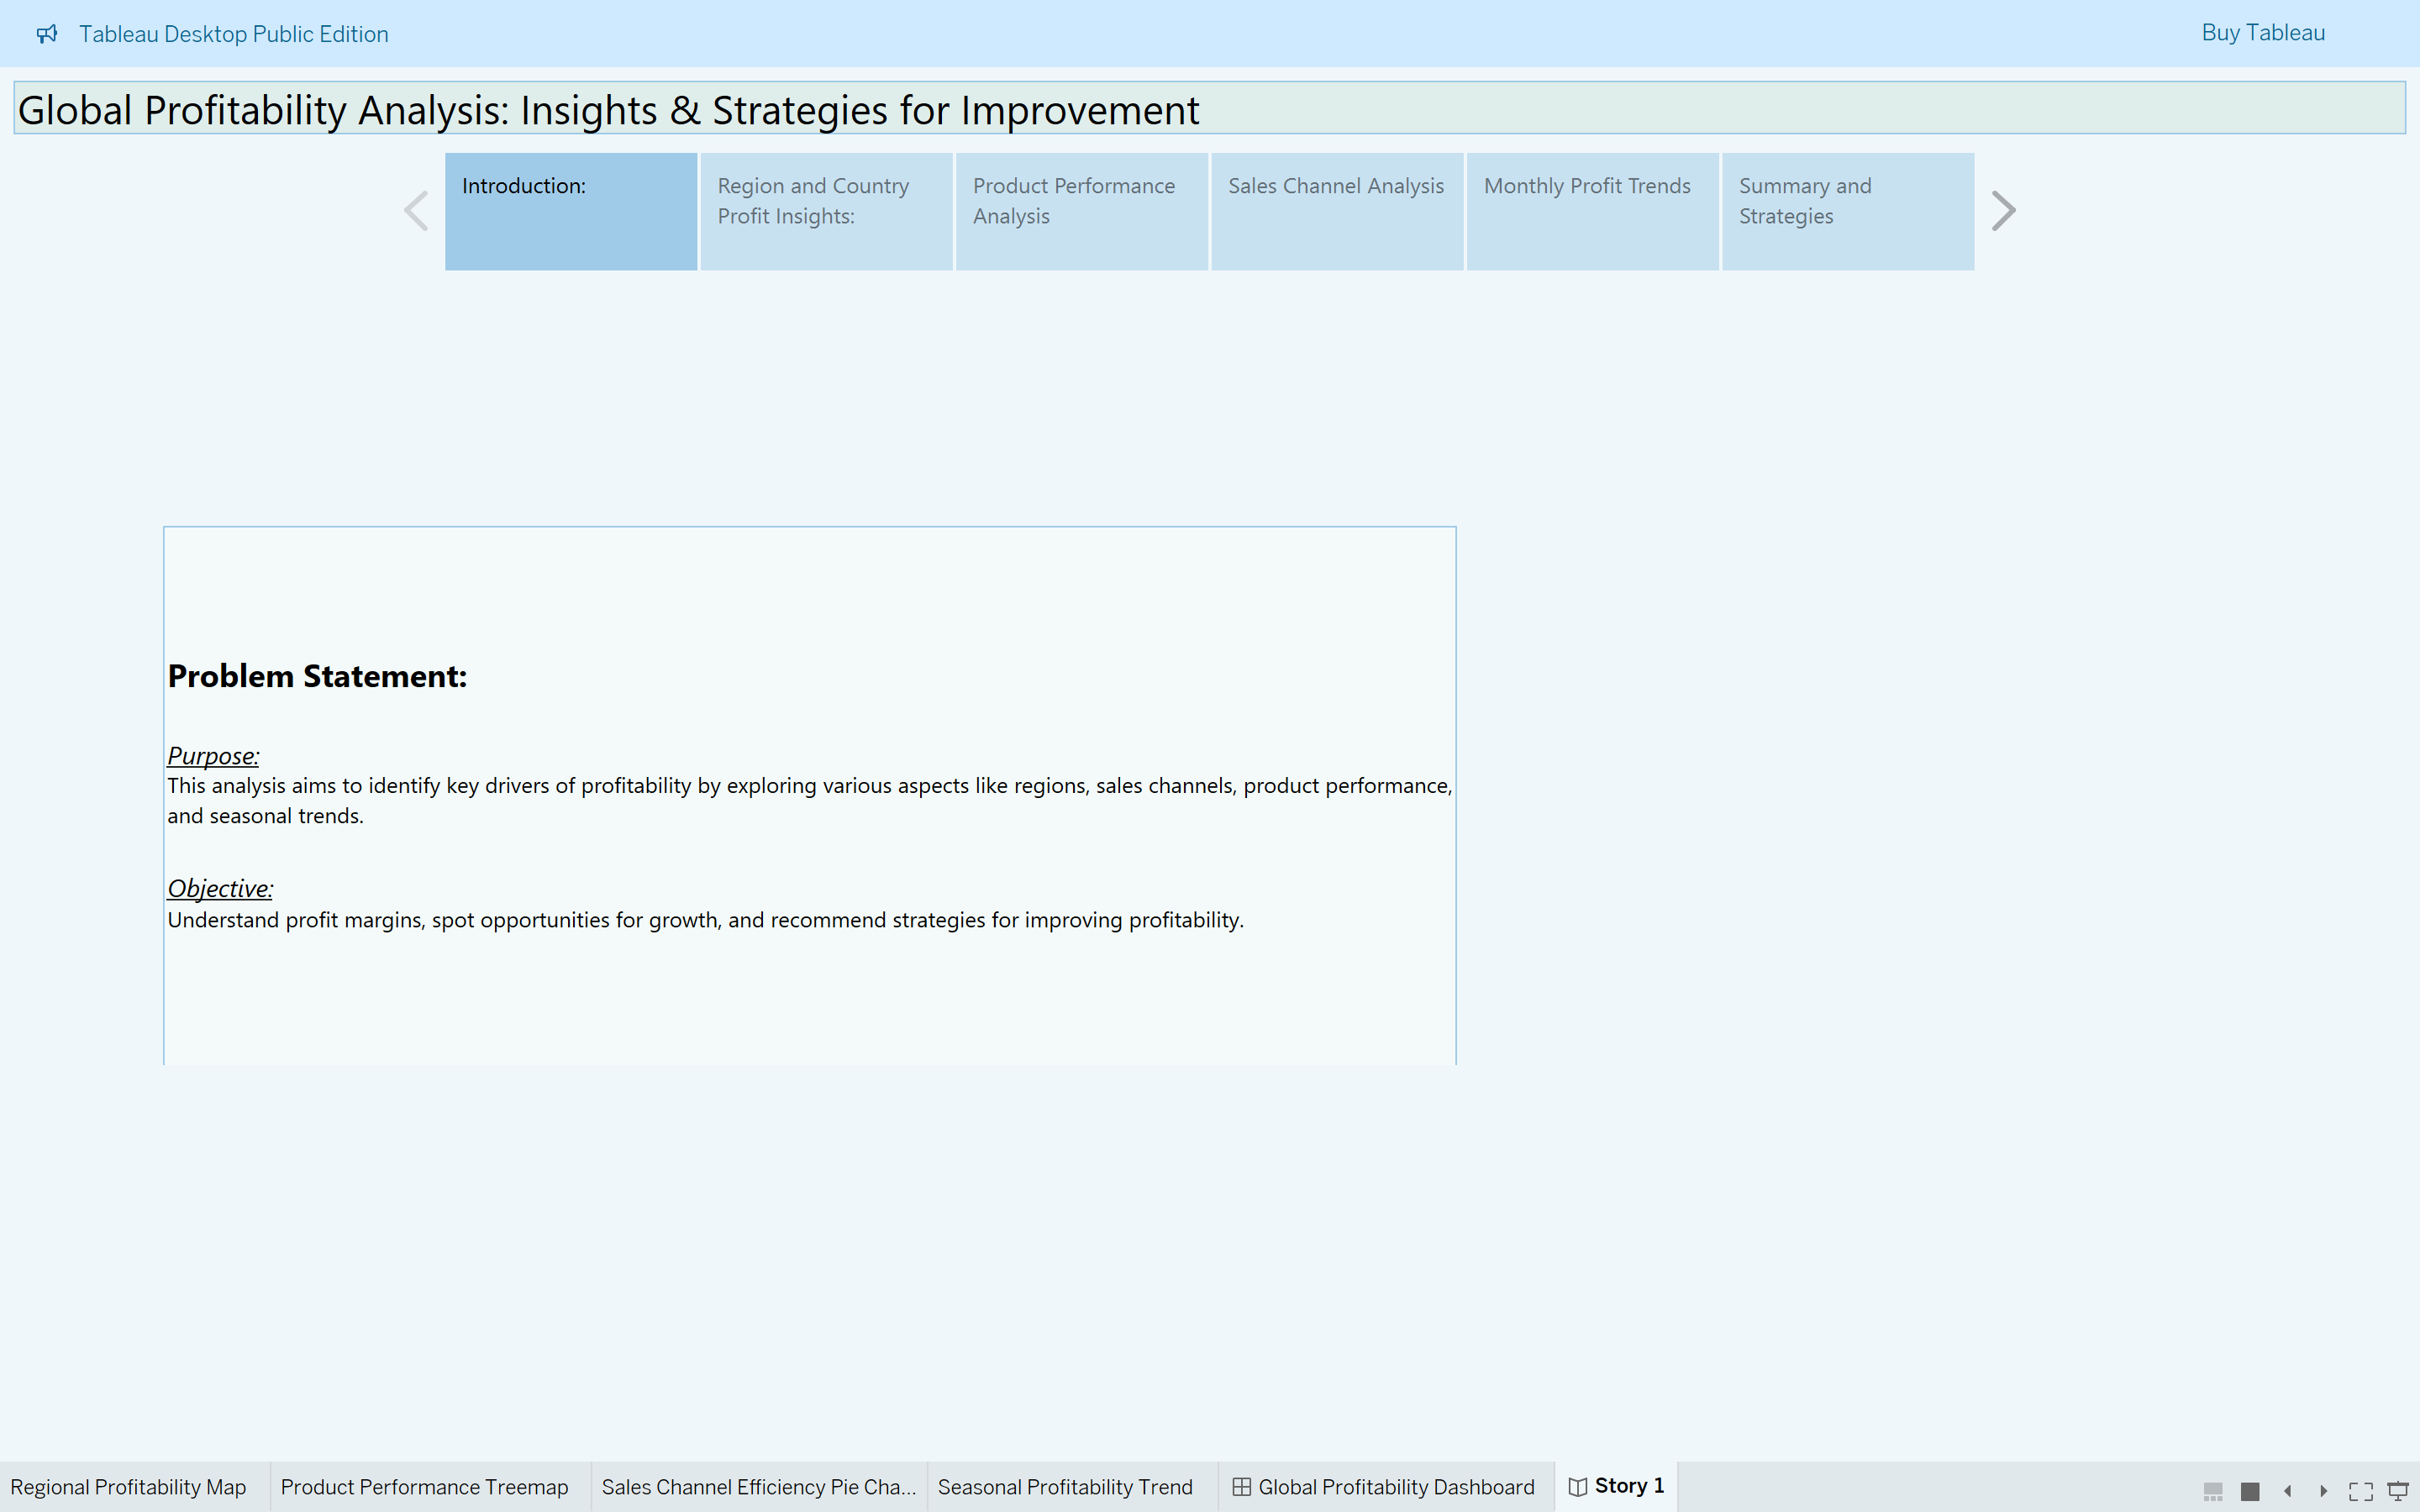 Tableau Desktop Public Edition
Buy Tableau
Global Profitability Analysis: Insights & Strategies for Improvement
Introduction:
Region and Country
Profit Insights:
Product Performance
Analysis
Sales Channel Analysis
Monthly Profit Trends
Summary and
Strategies
Problem Statement:
Purpose:
This analysis aims to identify key drivers of profitability by exploring various aspects like regions, sales channels, product performance,
and seasonal trends.
Objective:
Understand profit margins, spot opportunities for growth, and recommend strategies for improving profitability.
Regional Profitability Map
Product Performance Treemap
Sales Channel Efficiency Pie Cha...
Seasonal Profitability Trend
Global Profitability Dashboard
Story 1